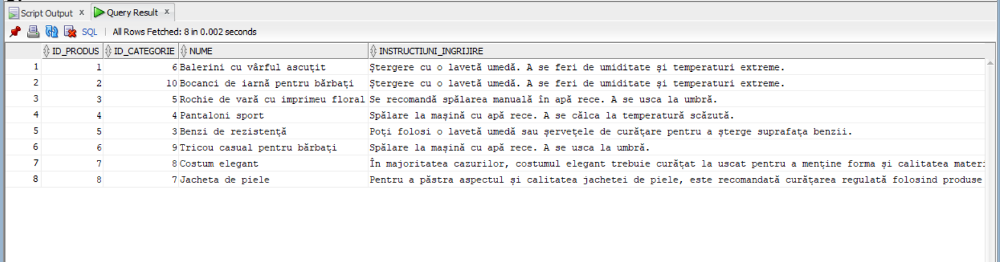 Script Output x Query Result x
SQL | All Rows Fetched: 8 in 0.002 seconds
ID_PRODUS ID_CATEGORIE NUME INSTRUCTIUNI_INGRIJIRE
1 1 6 Balerini cu vârful ascuțit Ștergere cu o lavetă umedă. A se feri de umiditate și temperaturi extreme.
2 2 10 Bocanci de iarnă pentru bărbați Ștergere cu o lavetă umedă. A se feri de umiditate și temperaturi extreme.
3 3 5 Rochie de vară cu imprimeu floral Se recomandă spălarea manuală în apă rece. A se usca la umbră.
4 4 4 Pantaloni sport Spălare la mașină cu apă rece. A se călca la temperatură scăzută.
5 5 3 Benzi de rezistență Poți folosi o lavetă umedă sau șervețele de curățare pentru a șterge suprafața benzii.
6 6 9 Tricou casual pentru bărbați Spălare la mașină cu apă rece. A se usca la umbră.
7 7 8 Costum elegant În majoritatea cazurilor, costumul elegant trebuie curățat la uscat pentru a menține forma și calitatea
8 8 7 Jacheta de piele Pentru a păstra aspectul și calitatea jachetei de piele, este recomandată curățarea regulată folosind produse